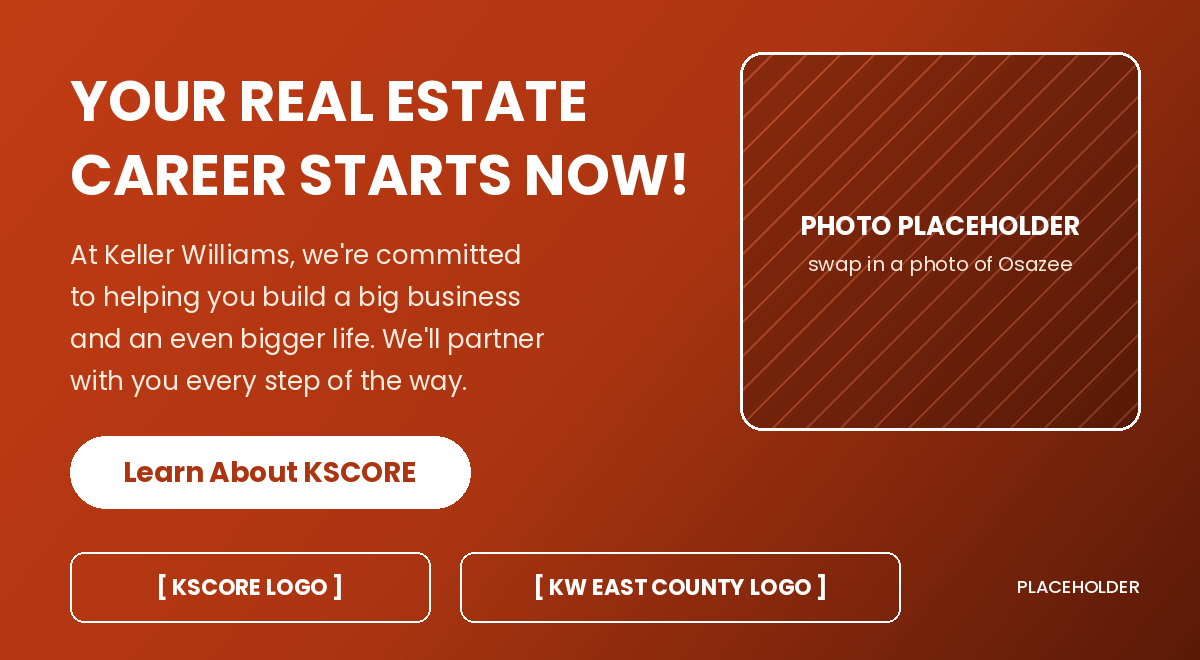 YOUR REAL ESTATE
CAREER STARTS NOW!
At Keller Williams, we're committed
to helping you build a big business
and an even bigger life. We'll partner
with you every step of the way.
Learn About KSCORE
PHOTO PLACEHOLDER
swap in a photo of Osazee
[ KSCORE LOGO ]
[ KW EAST COUNTY LOGO ]
PLACEHOLDER